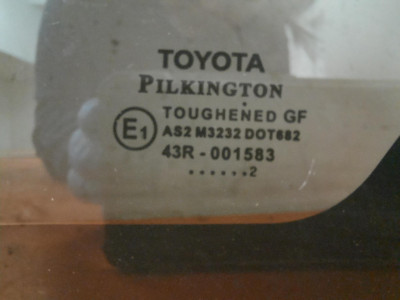 TOYOTA
PILKINGTON
TOUGHENED GF
E1 AS2 M3232 DOT682
43R - 001583
......2